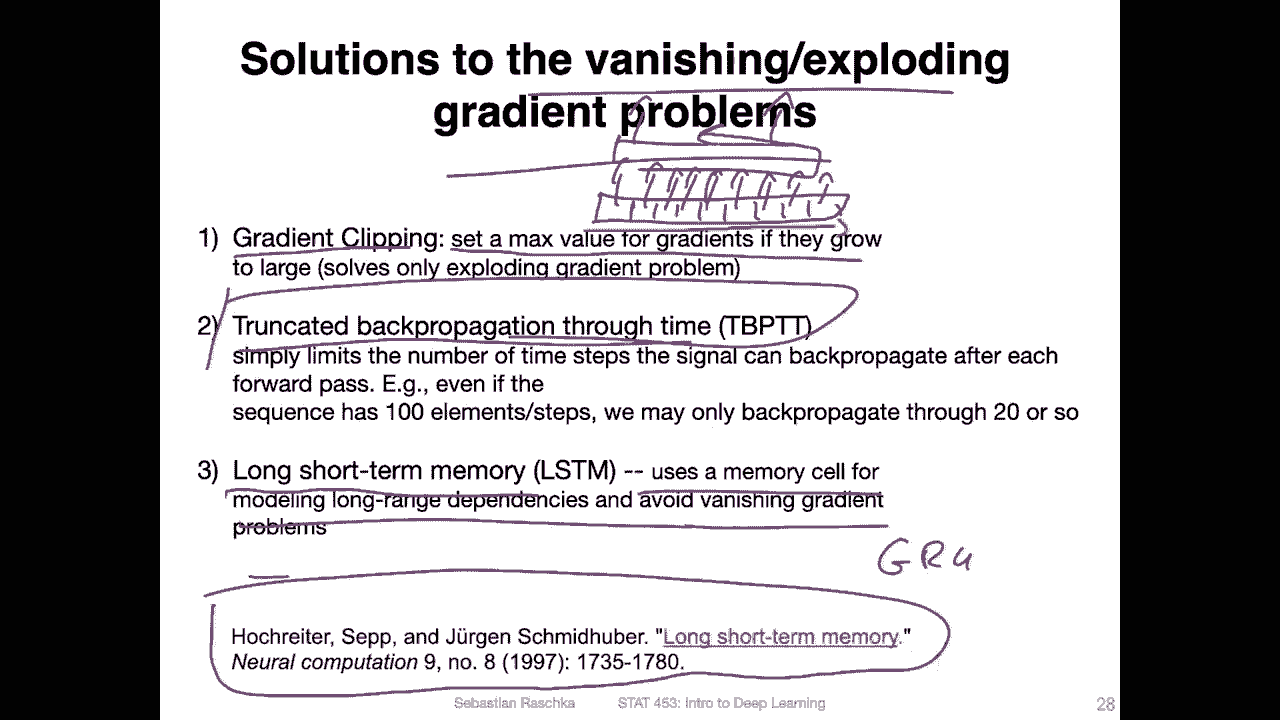 Solutions to the vanishing/exploding
gradient problems
1) Gradient Clipping: set a max value for gradients if they grow
to large (solves only exploding gradient problem)
2) Truncated backpropagation through time (TBPTT)
simply limits the number of time steps the signal can backpropagate after each
forward pass. E.g., even if the
sequence has 100 elements/steps, we may only backpropagate through 20 or so
3) Long short-term memory (LSTM) -- uses a memory cell for
modeling long-range dependencies and avoid vanishing gradient
problems
GRU
Hochreiter, Sepp, and Jürgen Schmidhuber. "Long short-term memory."
Neural computation 9, no. 8 (1997): 1735-1780.
Sebastian Raschka STAT 453: Intro to Deep Learning 28